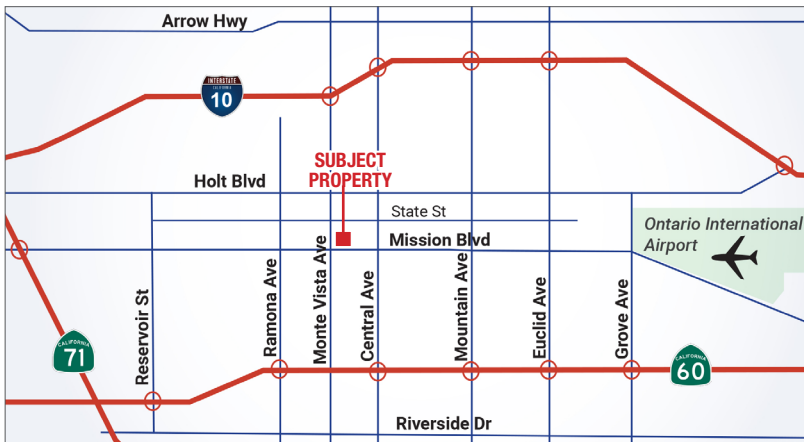 Arrow Hwy
INTERSTATE
CALIFORNIA
10
SUBJECT
PROPERTY
Holt Blvd
State St
Mission Blvd
Ontario International
Airport
Reservoir St
Ramona Ave
Monte Vista Ave
Central Ave
Mountain Ave
Euclid Ave
Grove Ave
CALIFORNIA
71
CALIFORNIA
60
Riverside Dr